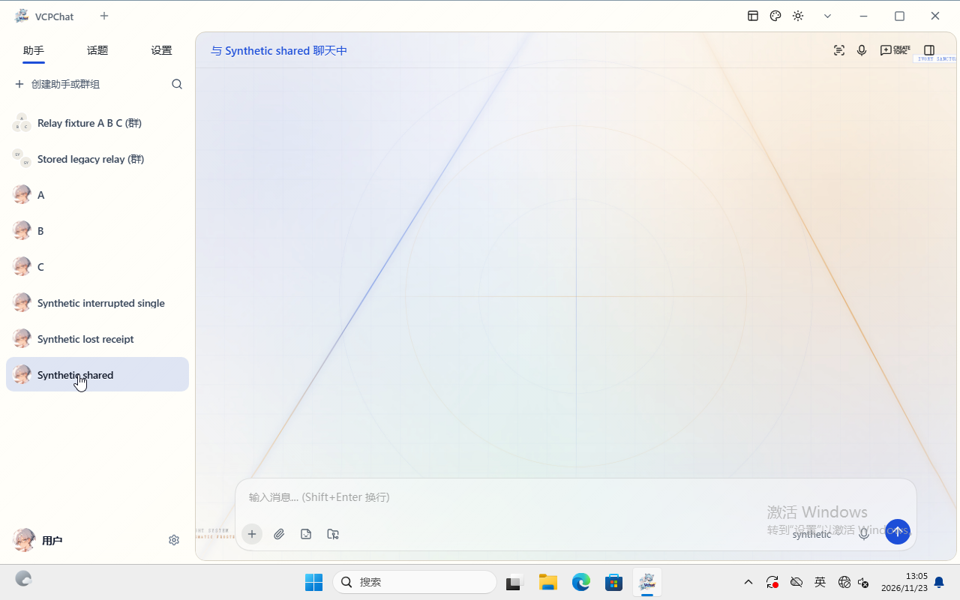 VCPChat
助手 话题 设置
与 Synthetic shared 聊天中
创建助手或群组
Relay fixture A B C (群)
Stored legacy relay (群)
A
B
C
Synthetic interrupted single
Synthetic lost receipt
Synthetic shared
输入消息... (Shift+Enter 换行)
激活 Windows
转到"设置"以激活 Windows。
synthetic
用户
搜索
英
13:05
2026/11/23